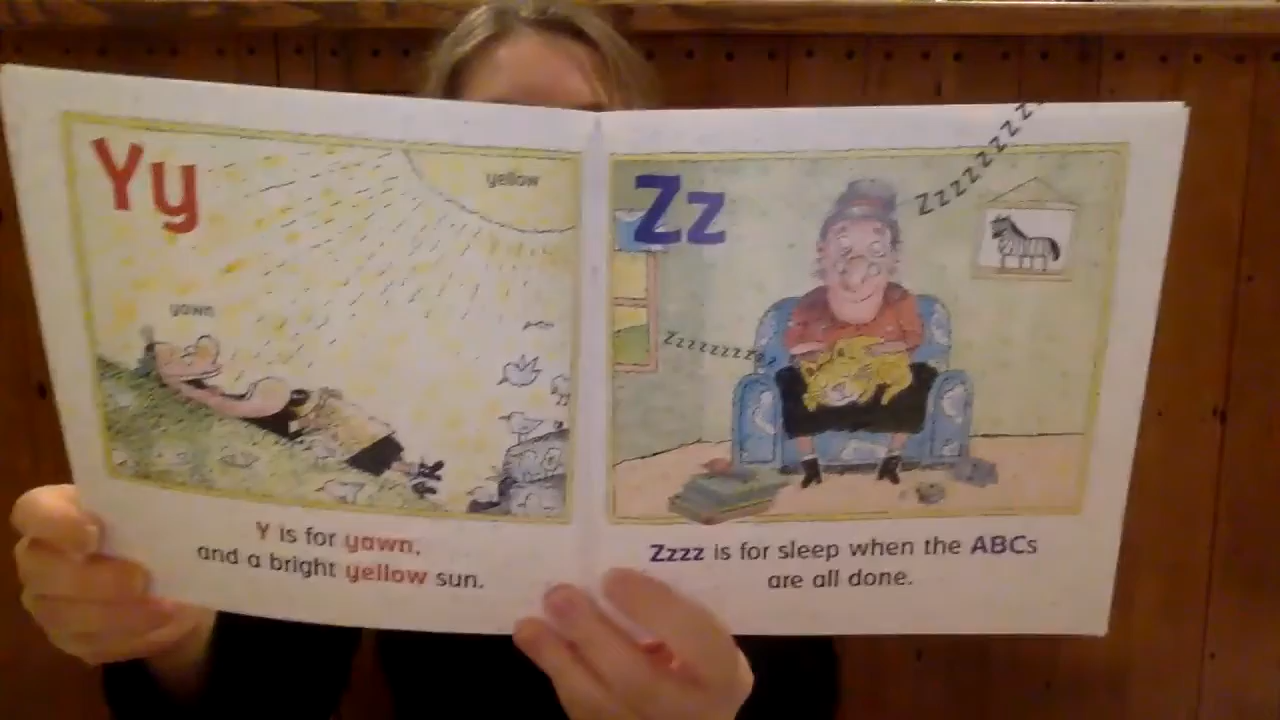 Yy
yellow
yawn
Y is for yawn,
and a bright yellow sun.
Zz
Zzzzzzzzz
Zzzzzzzzzz
Zzzz is for sleep when the ABCs
are all done.